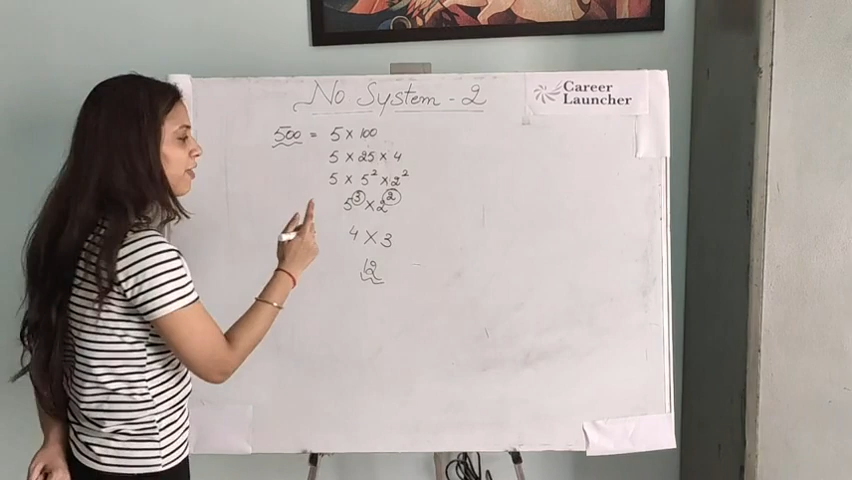 No System - 2
Career
Launcher
500 = 5 × 100
5 × 25 × 4
5 × 5² × 2²
5³ × 2²
4 × 3
12